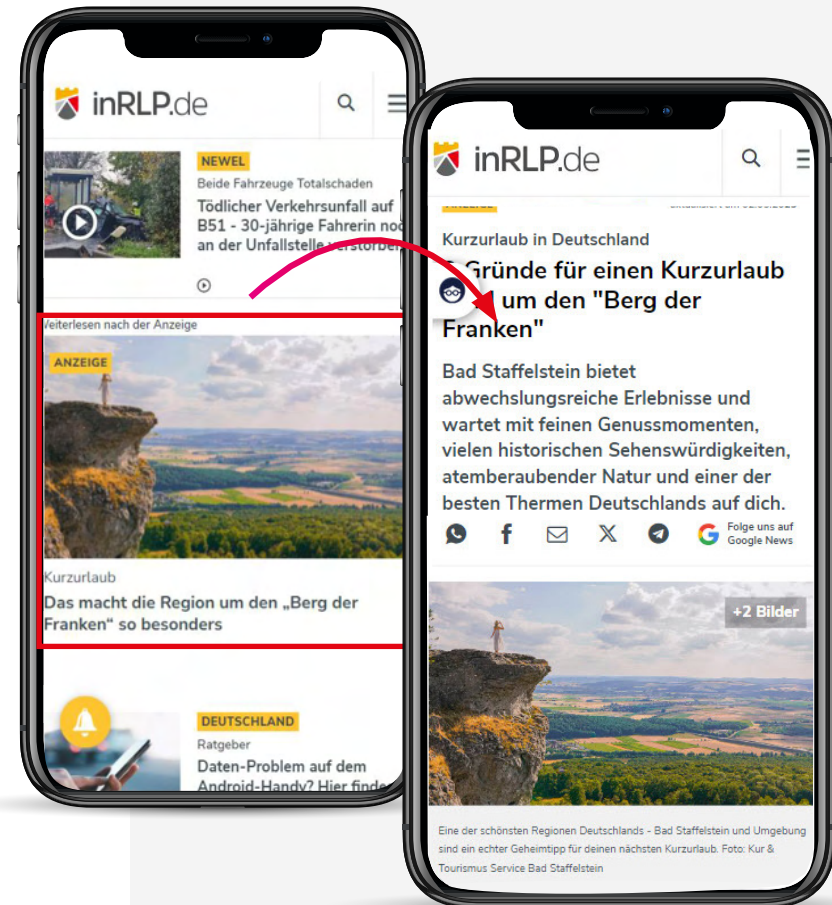 inRLP.de
NEWEL
Beide Fahrzeuge Totalschaden
Tödlicher Verkehrsunfall auf
B51 - 30-jährige Fahrerin
an der Unfallstelle verstorben
Weiterlesen nach der Anzeige
ANZEIGE
Kurzurlaub
Das macht die Region um den „Berg der
Franken“ so besonders
DEUTSCHLAND
Ratgeber
Daten-Problem auf dem
Android-Handy? Hier
inRLP.de
Kurzurlaub in Deutschland
Gründe für einen Kurzurlaub
um den "Berg der
Franken"
Bad Staffelstein bietet
abwechslungsreiche Erlebnisse und
wartet mit feinen Genussmomenten,
vielen historischen Sehenswürdigkeiten,
atemberaubender Natur und einer der
besten Thermen Deutschlands auf dich.
Folge uns auf
Google News
+2 Bilder
Eine der schönsten Regionen Deutschlands - Bad Staffelstein und Umgebung
sind ein echter Geheimtipp für deinen nächsten Kurzurlaub. Foto: Kur &
Tourismus Service Bad Staffelstein